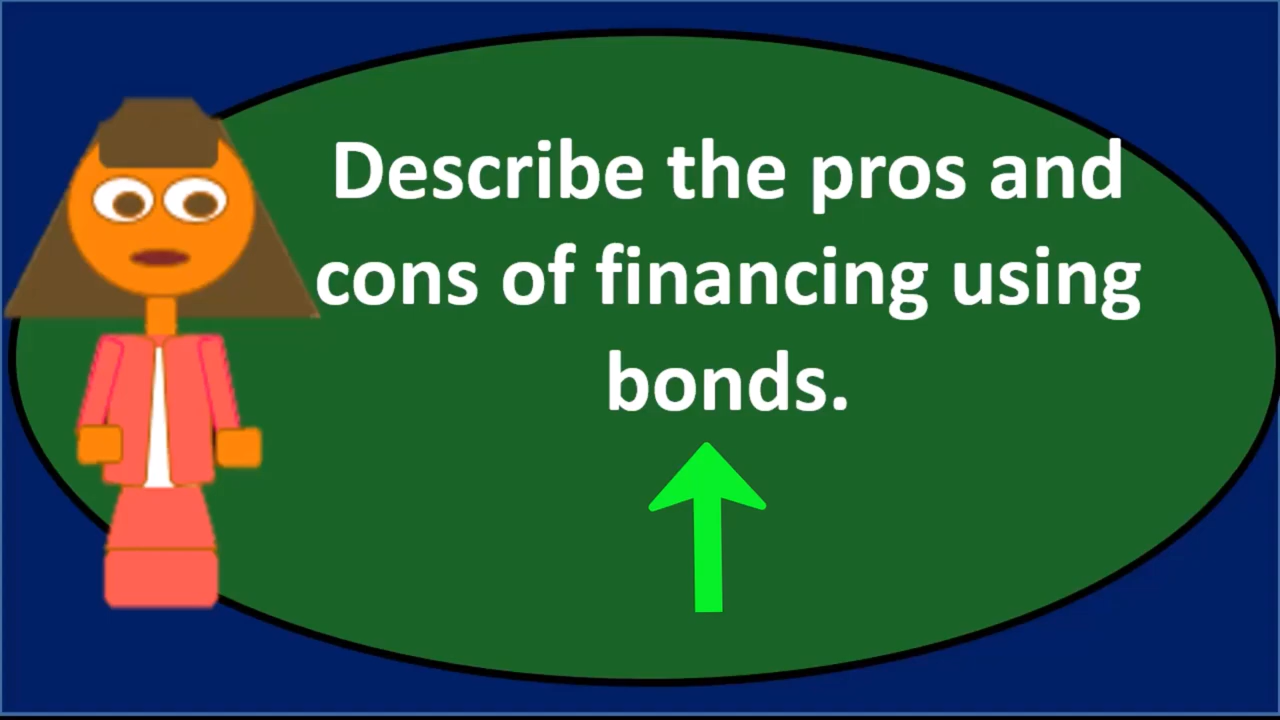 Describe the pros and
cons of financing using
bonds.